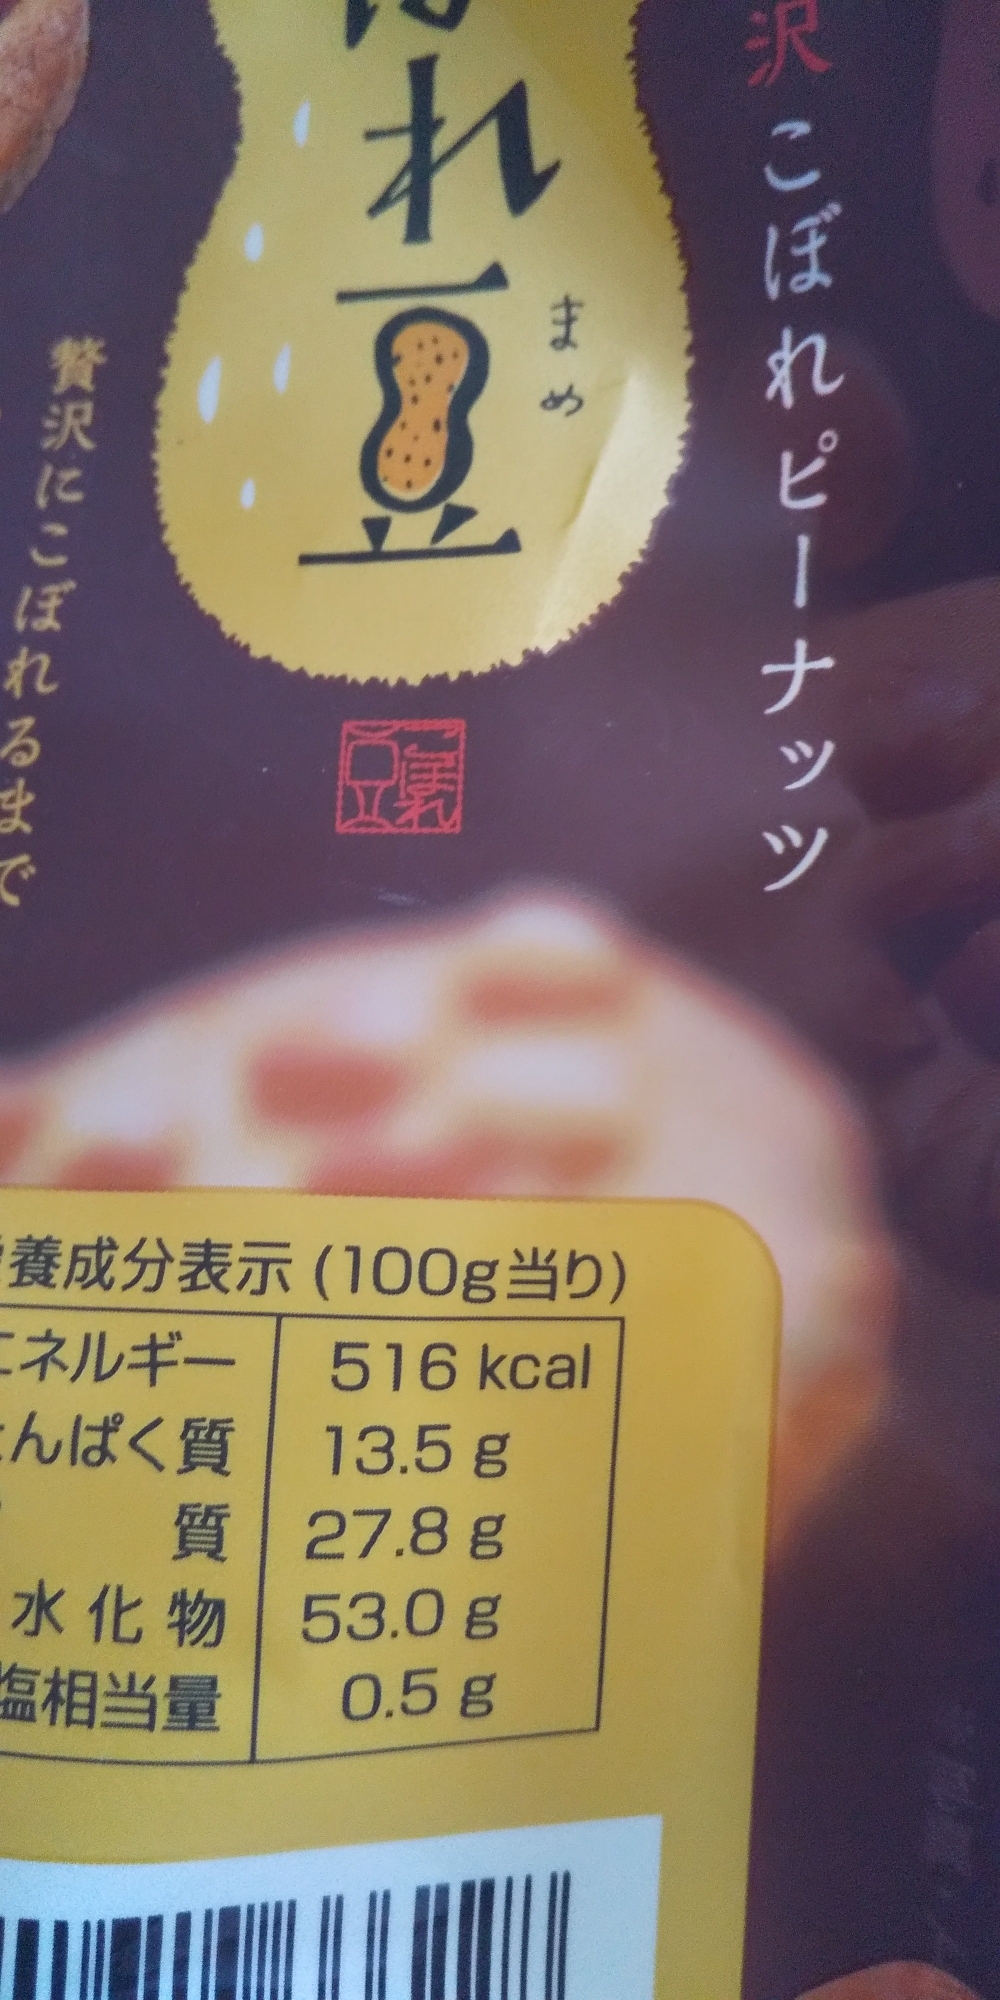 沢こぼれピーナッツ
ぼれ豆
まめ
贅沢にこぼれるまで
養成分表示(100g当り)
エネルギー 516 kcal
たんぱく質 13.5 g
質 27.8 g
水化物 53.0 g
塩相当量 0.5 g